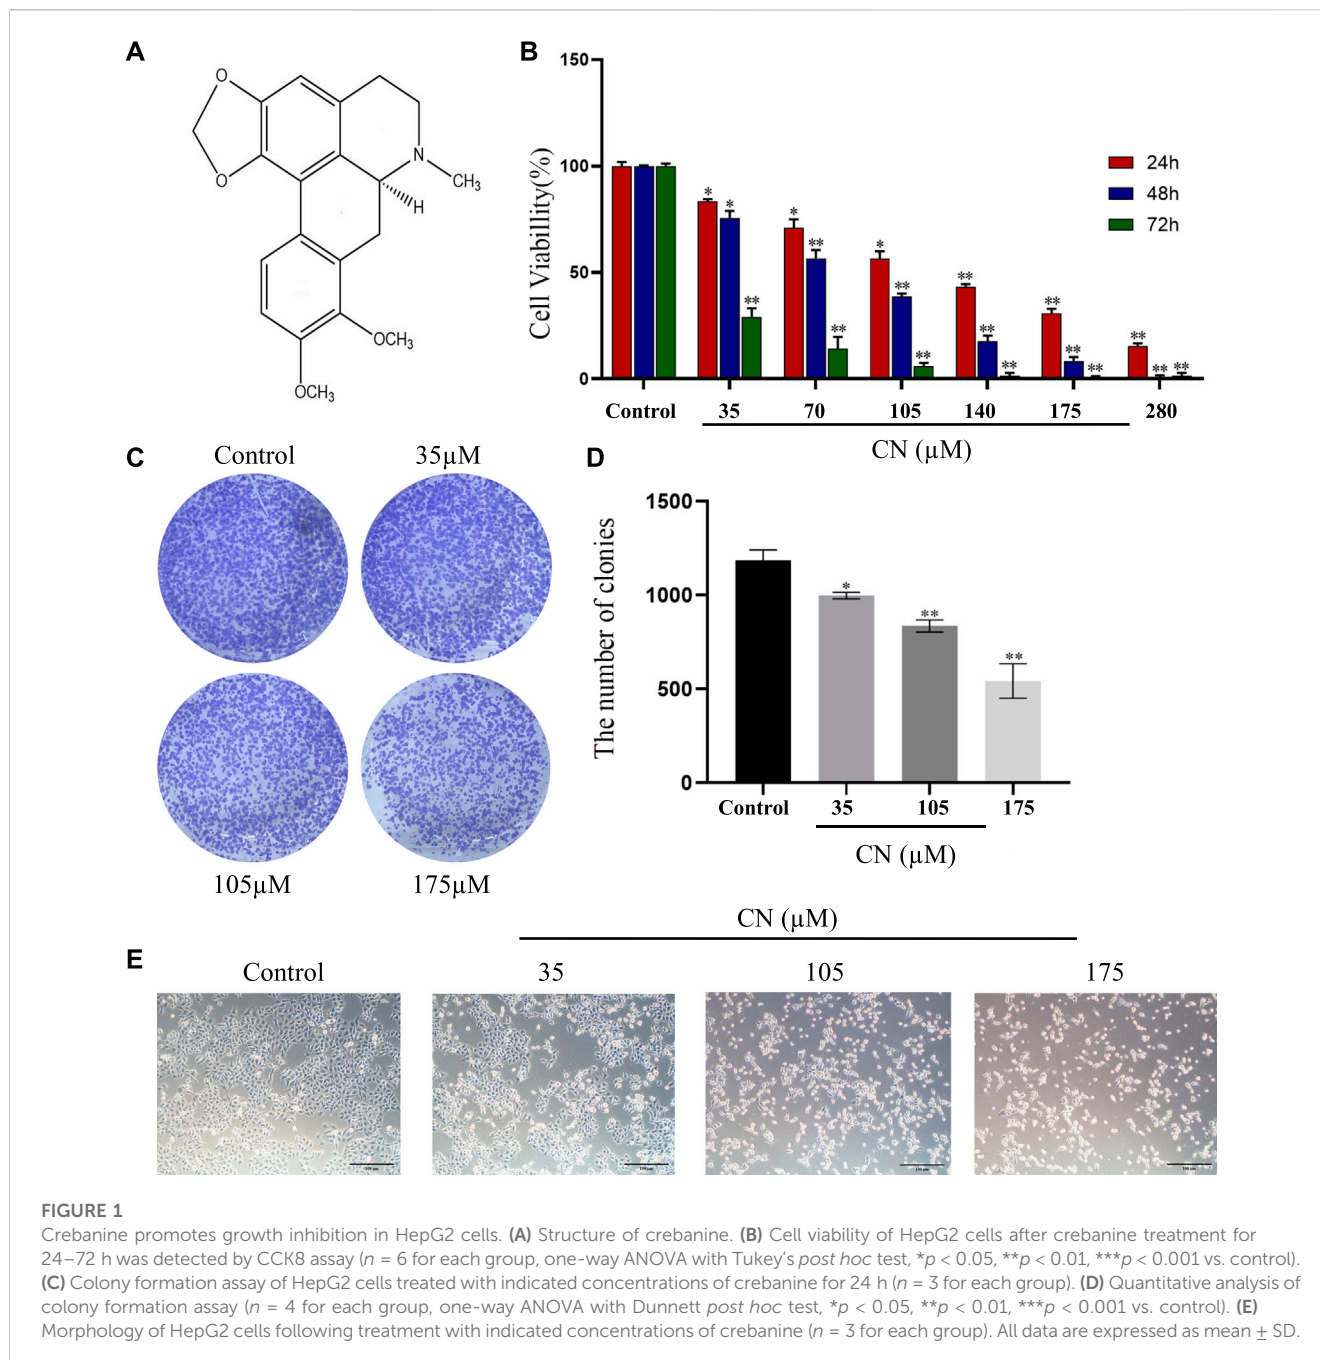 A
O
O
N
CH₃
H
OCH₃
OCH₃
B
Cell Viabillity(%)
150
100
50
0
24h
48h
72h
* * **
* ** **
* ** **
** ** **
** ** **
** ** **
Control 35 70 105 140 175 280
CN (µM)
C
Control 35µM
105µM 175µM
D
The number of clonies
1500
1000
500
0
* ** **
Control 35 105 175
CN (µM)
CN (µM)
E
Control 35 105 175
100 µm 100 µm 100 µm 100 µm
FIGURE 1
Crebanine promotes growth inhibition in HepG2 cells. (A) Structure of crebanine. (B) Cell viability of HepG2 cells after crebanine treatment for
24–72 h was detected by CCK8 assay (n = 6 for each group, one-way ANOVA with Tukey's post hoc test, *p < 0.05, **p < 0.01, ***p < 0.001 vs. control).
(C) Colony formation assay of HepG2 cells treated with indicated concentrations of crebanine for 24 h (n = 3 for each group). (D) Quantitative analysis of
colony formation assay (n = 4 for each group, one-way ANOVA with Dunnett post hoc test, *p < 0.05, **p < 0.01, ***p < 0.001 vs. control). (E)
Morphology of HepG2 cells following treatment with indicated concentrations of crebanine (n = 3 for each group). All data are expressed as mean ± SD.